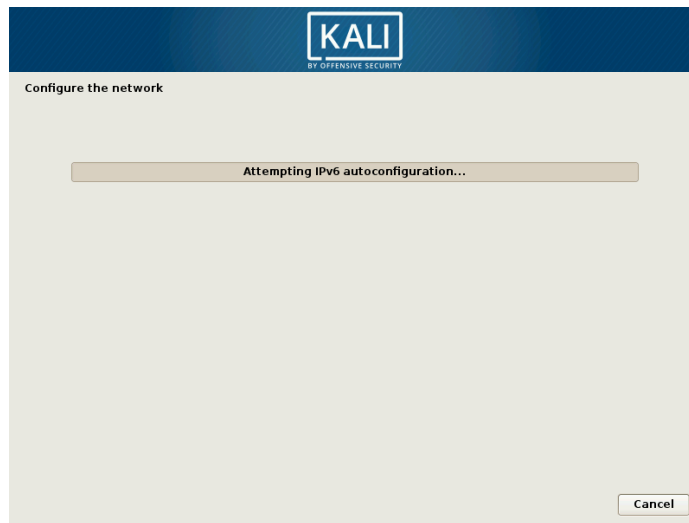 KALI
BY OFFENSIVE SECURITY
Configure the network
Attempting IPv6 autoconfiguration...
Cancel